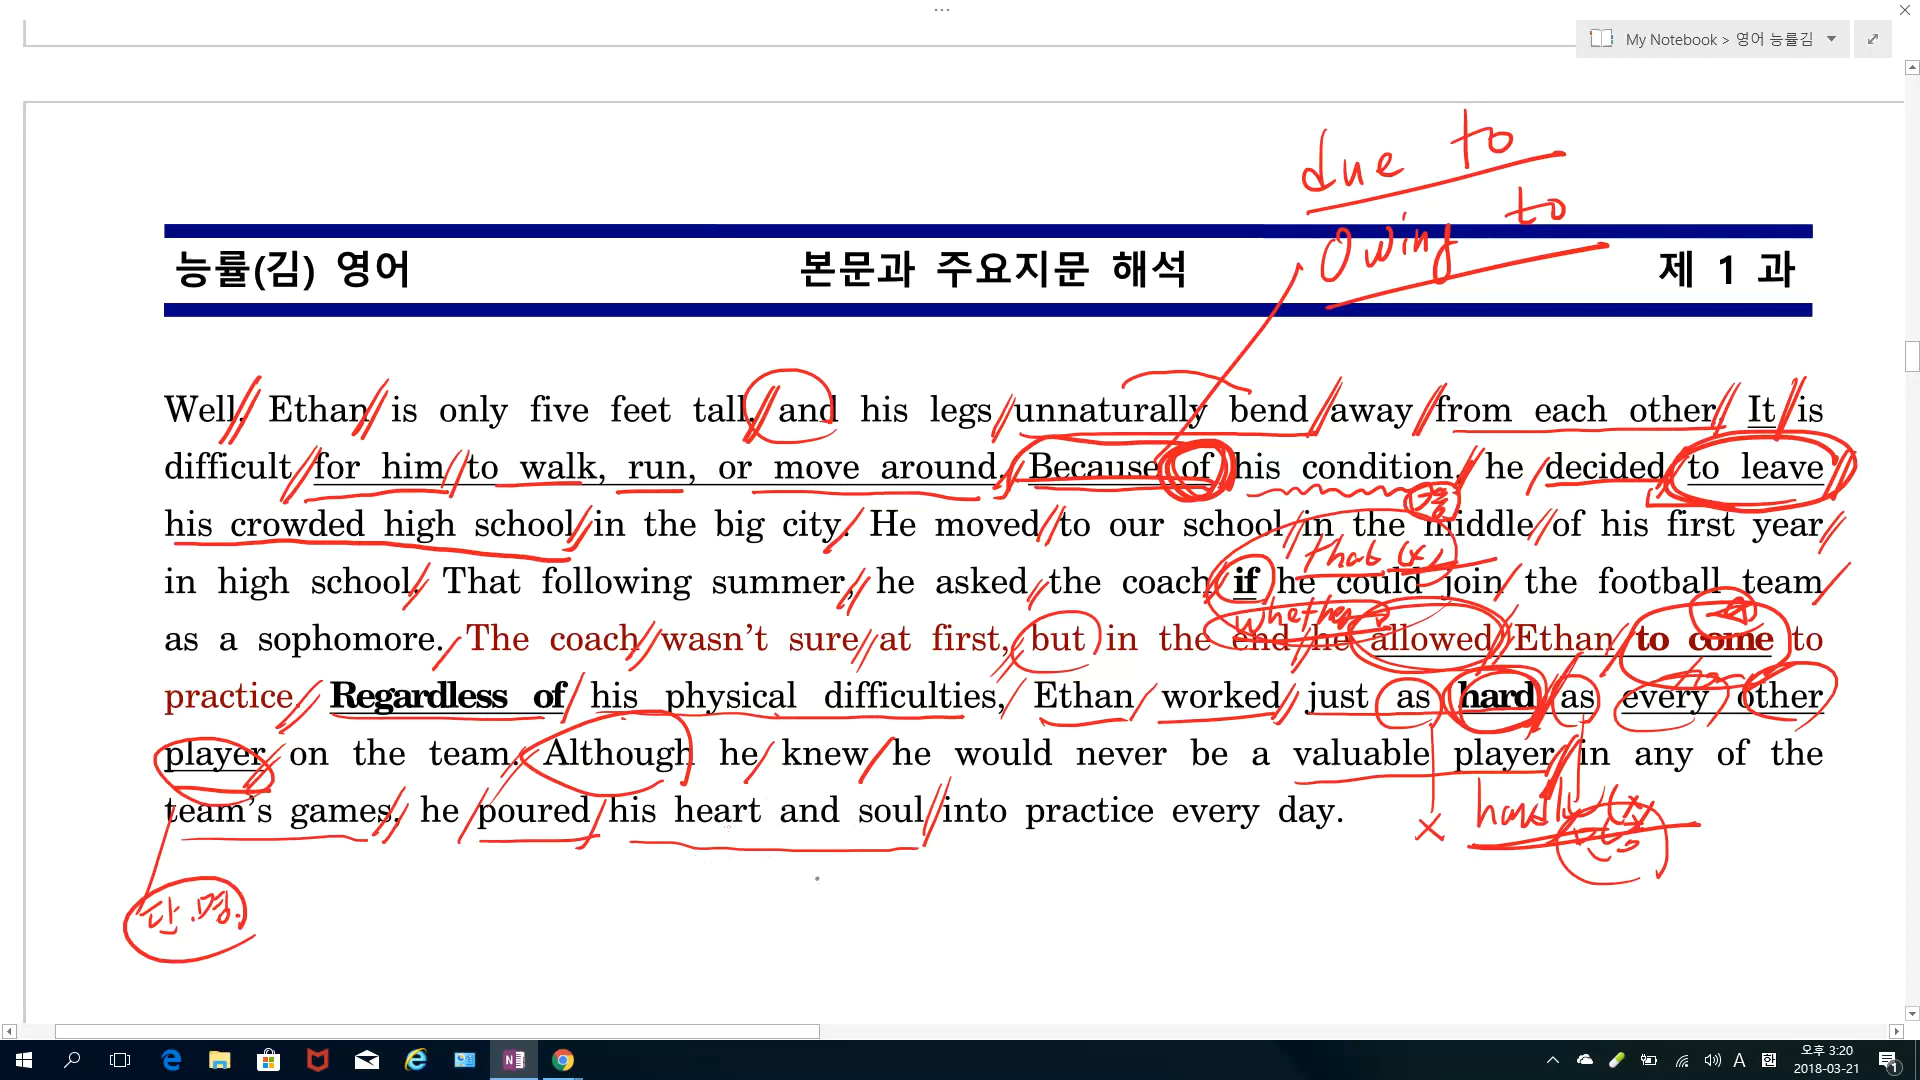 My Notebook > 영어 능률김
due to
owing to
능률(김) 영어 본문과 주요지문 해석 제 1 과
Well, Ethan is only five feet tall, and his legs unnaturally bend away from each other. It is
difficult for him to walk, run, or move around. Because of his condition, he decided to leave
his crowded high school in the big city. He moved to our school in the middle of his first year
that (x)
in high school. That following summer, he asked the coach if he could join the football team
whether
as a sophomore. The coach wasn't sure at first, but in the end he allowed Ethan to come to
practice. Regardless of his physical difficulties, Ethan worked just as hard as every other
player on the team. Although he knew he would never be a valuable player in any of the
team's games, he poured his heart and soul into practice every day.
x hardly (x)
단.명.
A 한 오후 3:20
2018-03-21
1